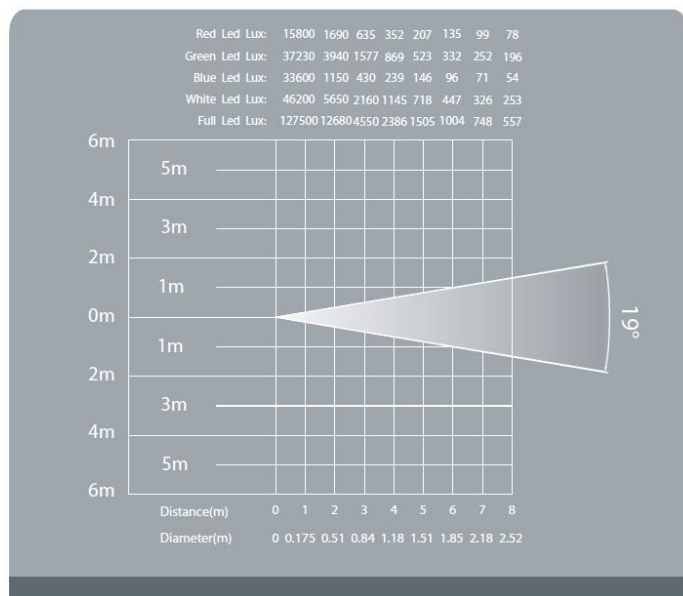 Red Led Lux: 15800 1690 635 352 207 135 99 78
Green Led Lux: 37230 3940 1577 869 523 332 252 196
Blue Led Lux: 33600 1150 430 239 146 96 71 54
White Led Lux: 46200 5650 2160 1145 718 447 326 253
Full Led Lux: 127500 12680 4550 2386 1505 1004 748 557
6m
5m
4m
3m
2m
1m
0m
1m
2m
3m
4m
5m
6m
19°
Distance(m) 0 1 2 3 4 5 6 7 8
Diameter(m) 0 0.175 0.51 0.84 1.18 1.51 1.85 2.18 2.52